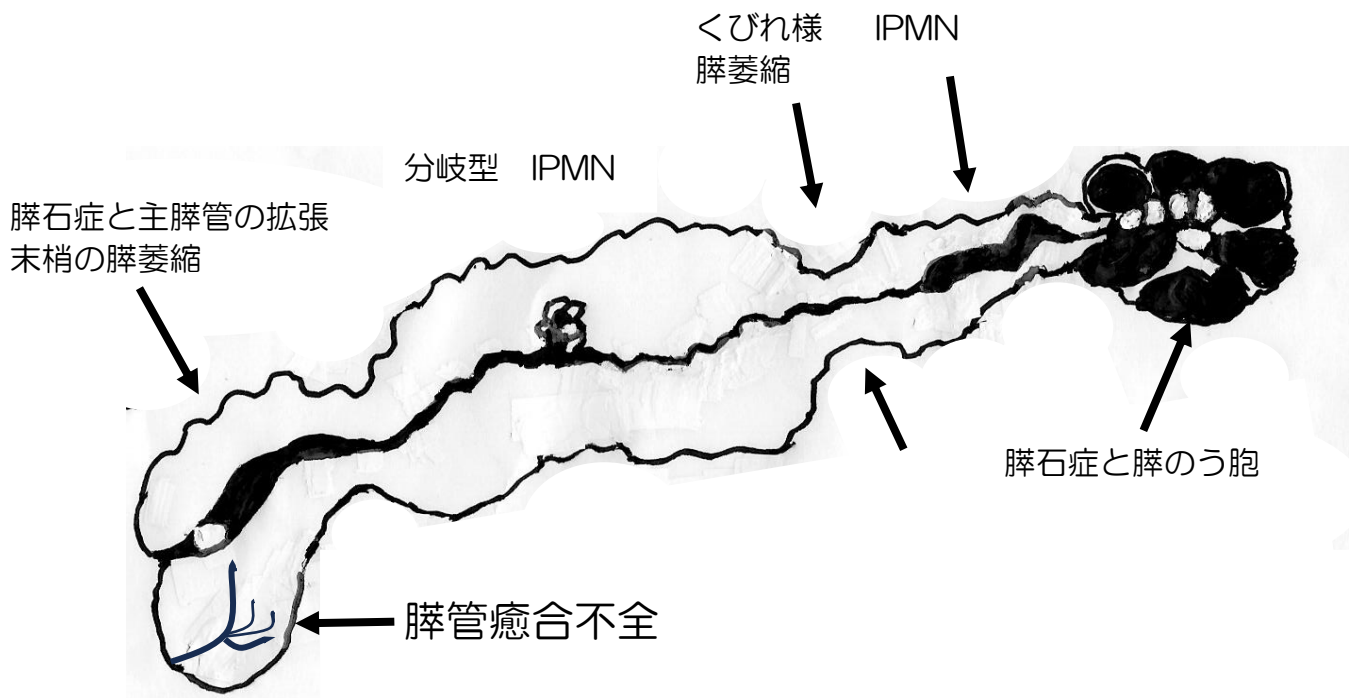 くびれ様　　IPMN
膵萎縮
分岐型　IPMN
膵石症と主膵管の拡張
末梢の膵萎縮
膵石症と膵のう胞
膵管癒合不全